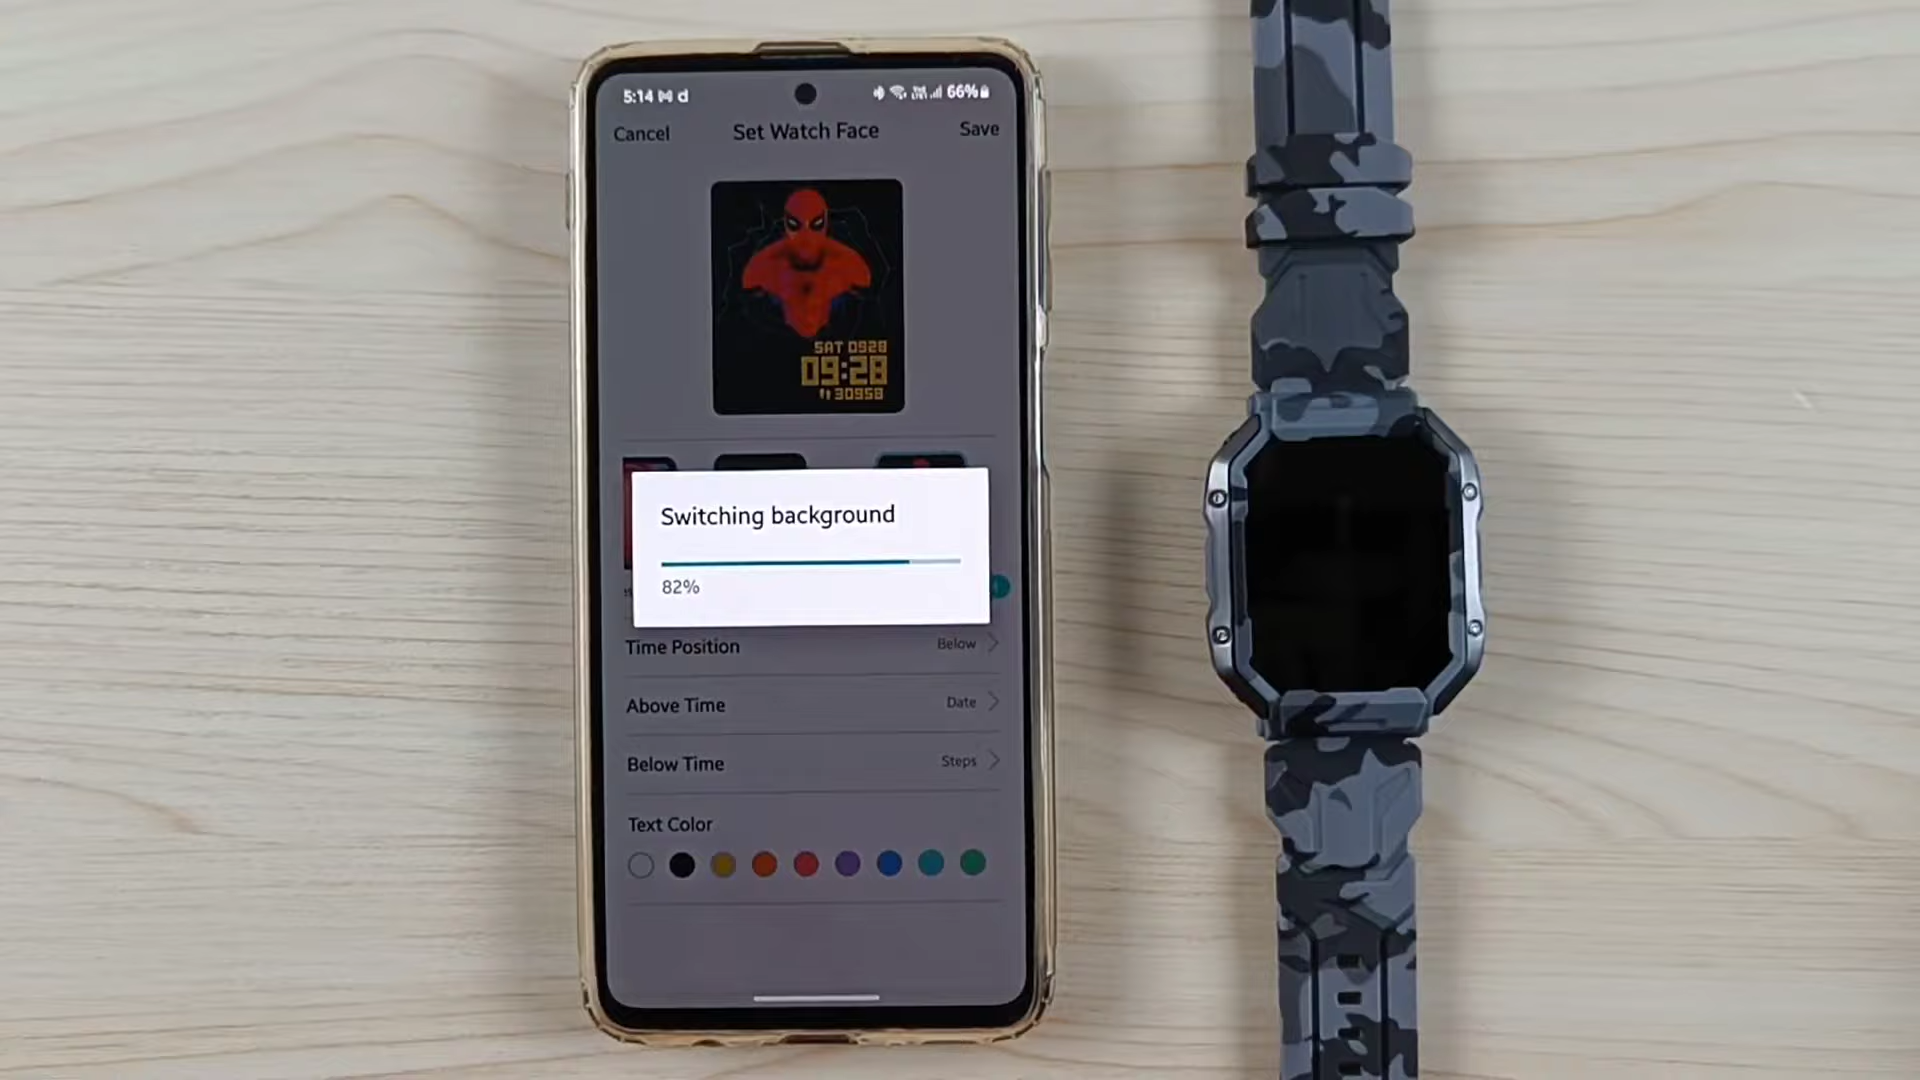 5:14 M d
66%
Cancel
Set Watch Face
Save
SAT 0928
09:28
30958
Switching background
82%
Time Position
Below
Above Time
Date
Below Time
Steps
Text Color